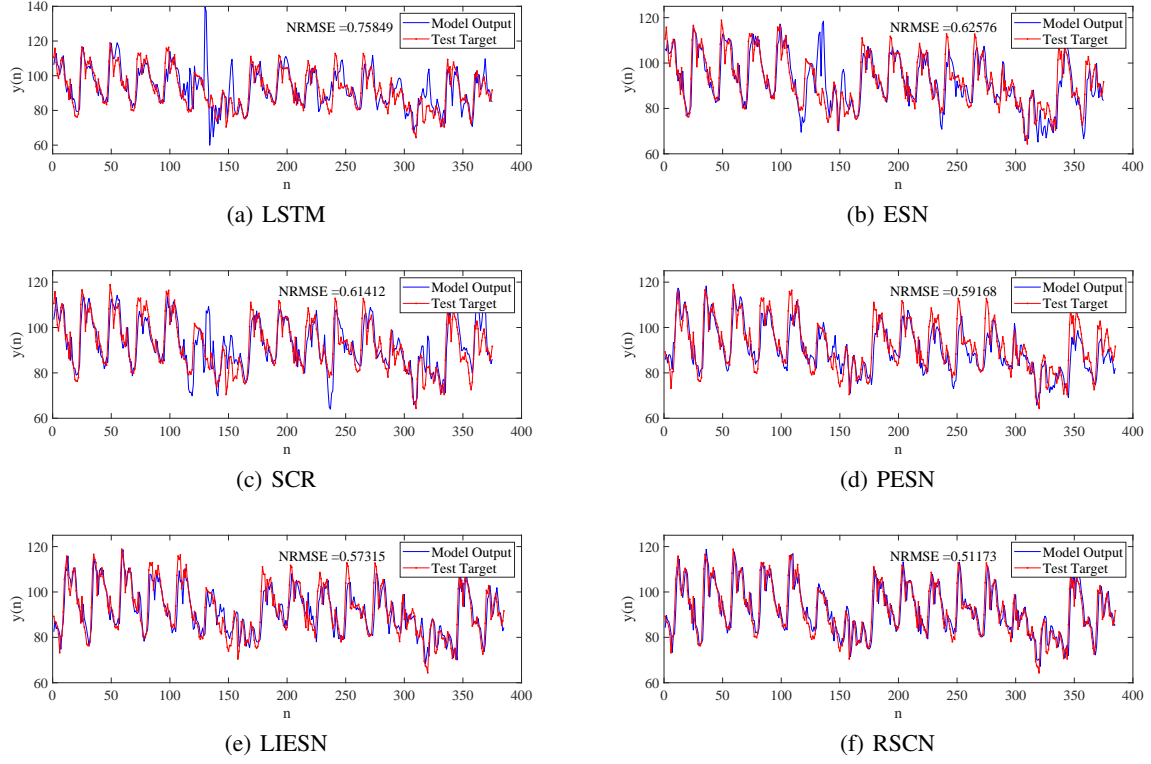 NRMSE =0.75849
Model Output
Test Target
y(n)
140
120
100
80
60
0 50 100 150 200 250 300 350 400
n
(a) LSTM
NRMSE =0.62576
Model Output
Test Target
y(n)
120
100
80
60
0 50 100 150 200 250 300 350 400
n
(b) ESN
NRMSE =0.61412
Model Output
Test Target
y(n)
120
100
80
60
0 50 100 150 200 250 300 350 400
n
(c) SCR
NRMSE =0.59168
Model Output
Test Target
y(n)
120
100
80
60
0 50 100 150 200 250 300 350 400
n
(d) PESN
NRMSE =0.57315
Model Output
Test Target
y(n)
120
100
80
60
0 50 100 150 200 250 300 350 400
n
(e) LIESN
NRMSE =0.51173
Model Output
Test Target
y(n)
120
100
80
60
0 50 100 150 200 250 300 350 400
n
(f) RSCN